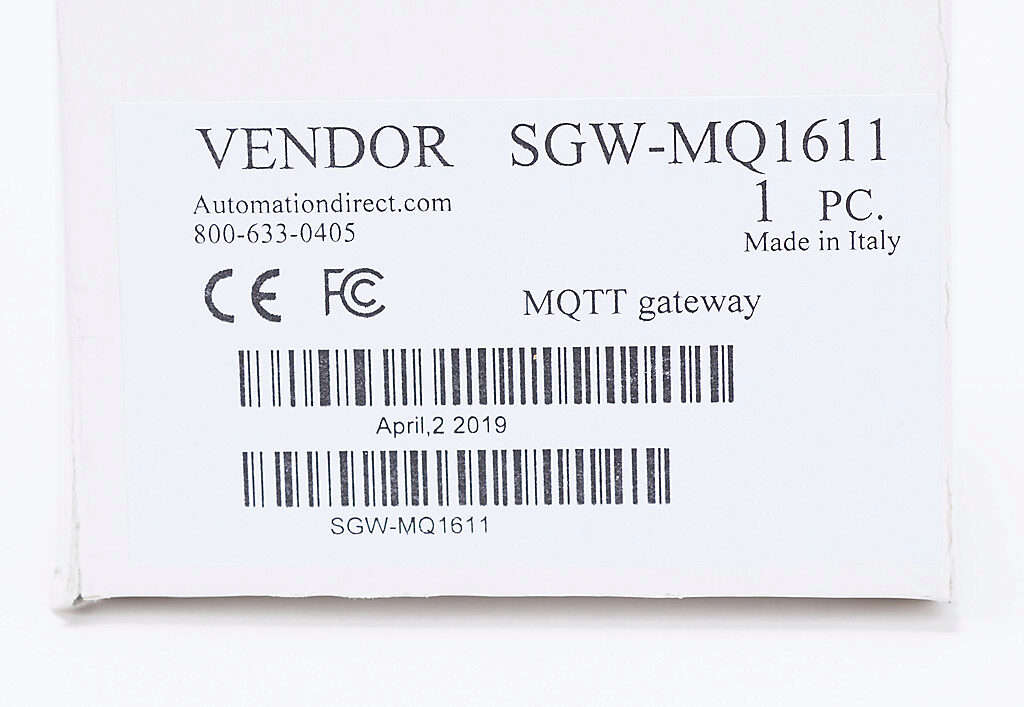 VENDOR SGW-MQ1611
Automationdirect.com 1 PC.
800-633-0405 Made in Italy
CE FC MQTT gateway
April,2 2019
SGW-MQ1611